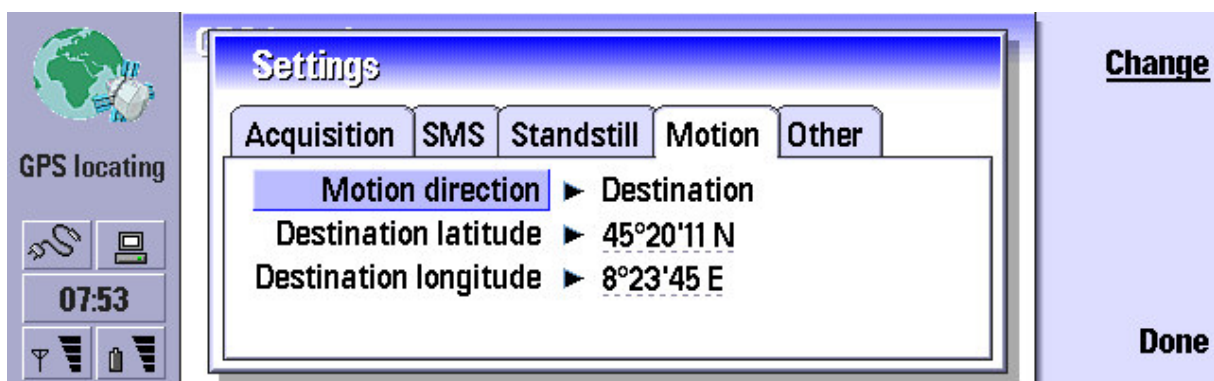 Settings
Change
Acquisition SMS Standstill Motion Other
GPS locating
Motion direction Destination
Destination latitude 45°20'11 N
Destination longitude 8°23'45 E
07:53
Done